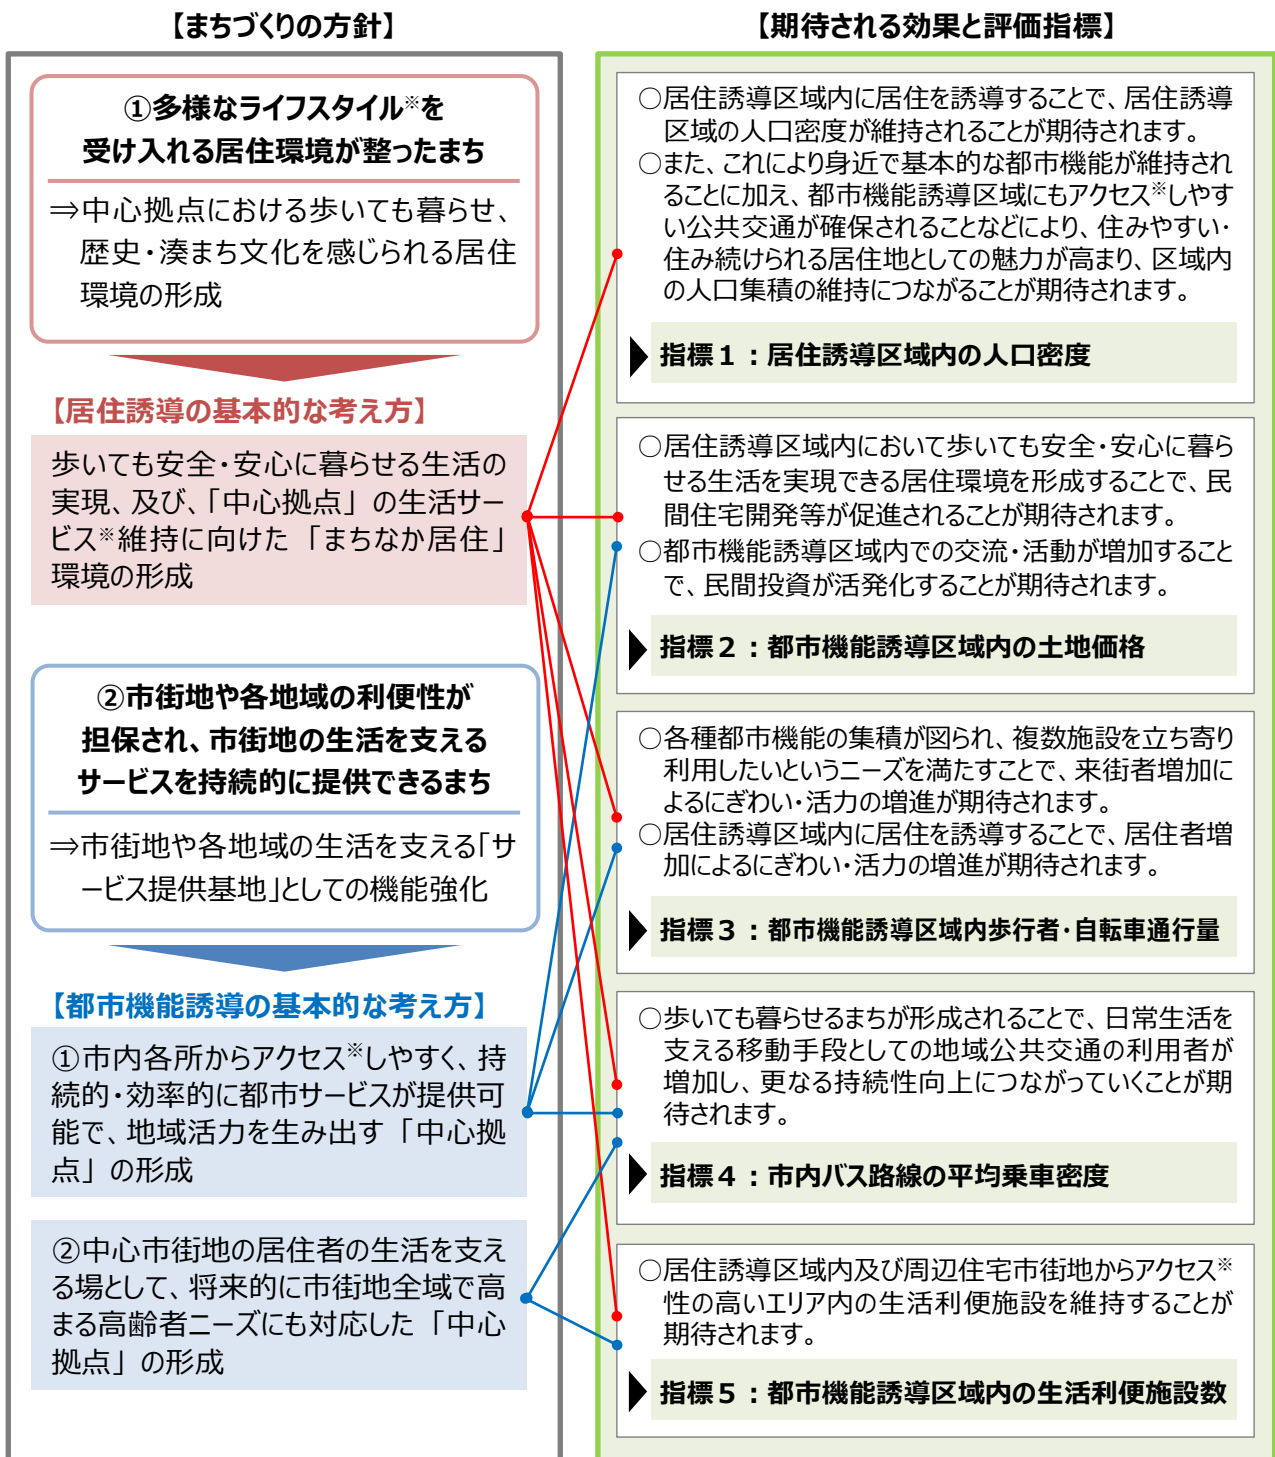 【まちづくりの方針】
①多様なライフスタイル※を
受け入れる居住環境が整ったまち
⇒中心拠点における歩いても暮らせ、
歴史・湊まち文化を感じられる居住
環境の形成
【居住誘導の基本的な考え方】
歩いても安全・安心に暮らせる生活の
実現、及び、「中心拠点」の生活サー
ビス※維持に向けた「まちなか居住」
環境の形成
②市街地や各地域の利便性が
担保され、市街地の生活を支える
サービスを持続的に提供できるまち
⇒市街地や各地域の生活を支える「サ
ービス提供基地」としての機能強化
【都市機能誘導の基本的な考え方】
①市内各所からアクセス※しやすく、持
続的・効率的に都市サービスが提供可
能で、地域活力を生み出す「中心拠
点」の形成
②中心市街地の居住者の生活を支え
る場として、将来的に市街地全域で高
まる高齢者ニーズにも対応した「中心
拠点」の形成
【期待される効果と評価指標】
○居住誘導区域内に居住を誘導することで、居住誘導
区域の人口密度が維持されることが期待されます。
○また、これにより身近で基本的な都市機能が維持され
ることに加え、都市機能誘導区域にもアクセス※しやす
い公共交通が確保されることなどにより、住みやすい・
住み続けられる居住地としての魅力が高まり、区域内
の人口集積の維持につながることが期待されます。
指標１：居住誘導区域内の人口密度
○居住誘導区域内において歩いても安全・安心に暮ら
せる生活を実現できる居住環境を形成することで、民
間住宅開発等が促進されることが期待されます。
○都市機能誘導区域内での交流・活動が増加すること
で、民間投資が活発化することが期待されます。
指標２：都市機能誘導区域内の土地価格
○各種都市機能の集積が図られ、複数施設を立ち寄り
利用したいというニーズを満たすことで、来街者増加に
よるにぎわい・活力の増進が期待されます。
○居住誘導区域内に居住を誘導することで、居住者増
加によるにぎわい・活力の増進が期待されます。
指標３：都市機能誘導区域内歩行者・自転車通行量
○歩いても暮らせるまちが形成されることで、日常生活を
支える移動手段としての地域公共交通の利用者が
増加し、更なる持続性向上につながっていくことが期
待されます。
指標４：市内バス路線の平均乗車密度
○居住誘導区域内及び周辺住宅市街地からアクセス※
性の高いエリア内の生活利便施設を維持することが
期待されます。
指標５：都市機能誘導区域内の生活利便施設数